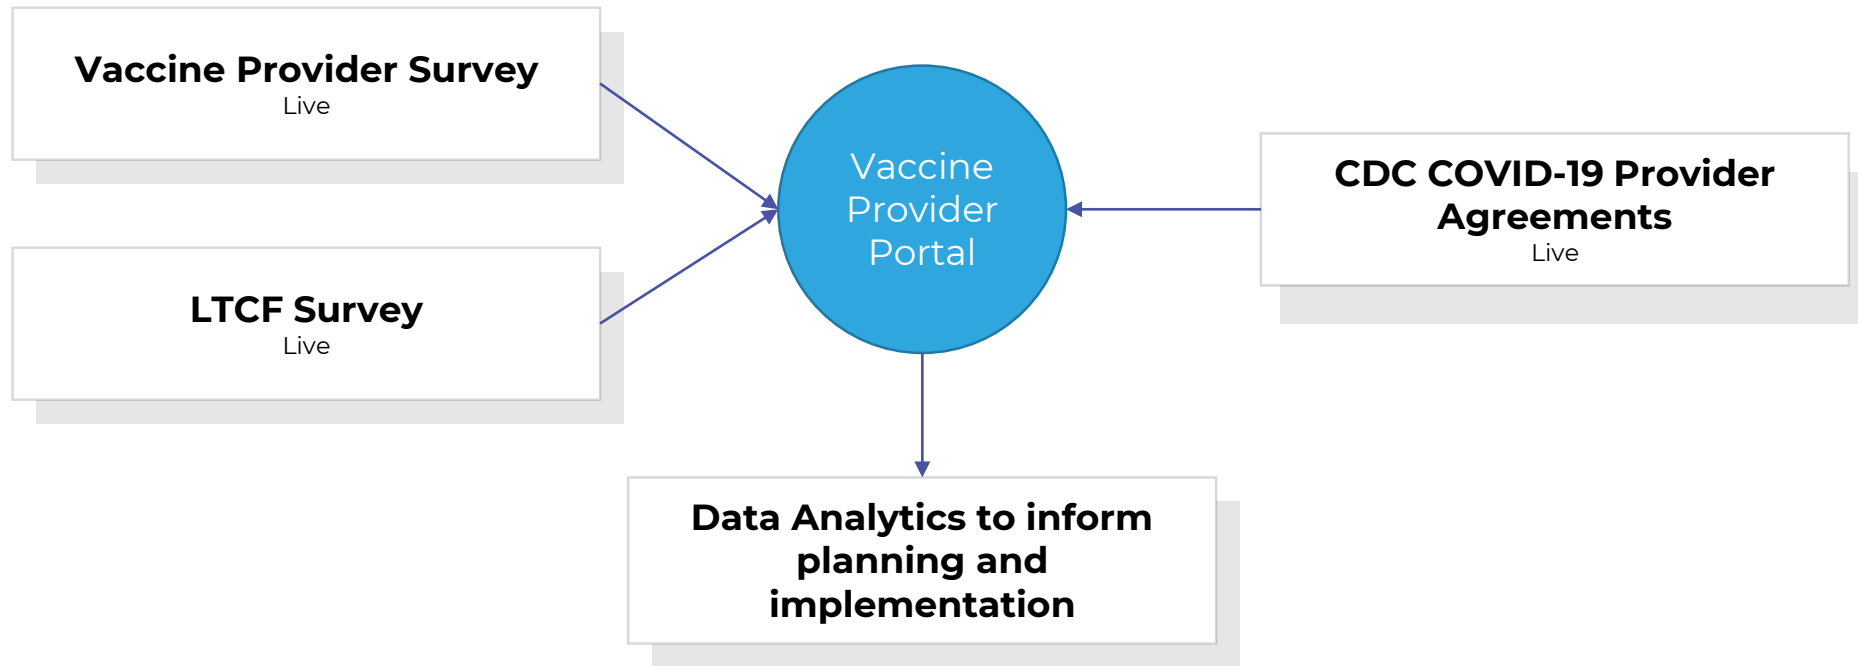 Vaccine Provider Survey
Live
LTCF Survey
Live
Vaccine
Provider
Portal
CDC COVID-19 Provider
Agreements
Live
Data Analytics to inform
planning and
implementation